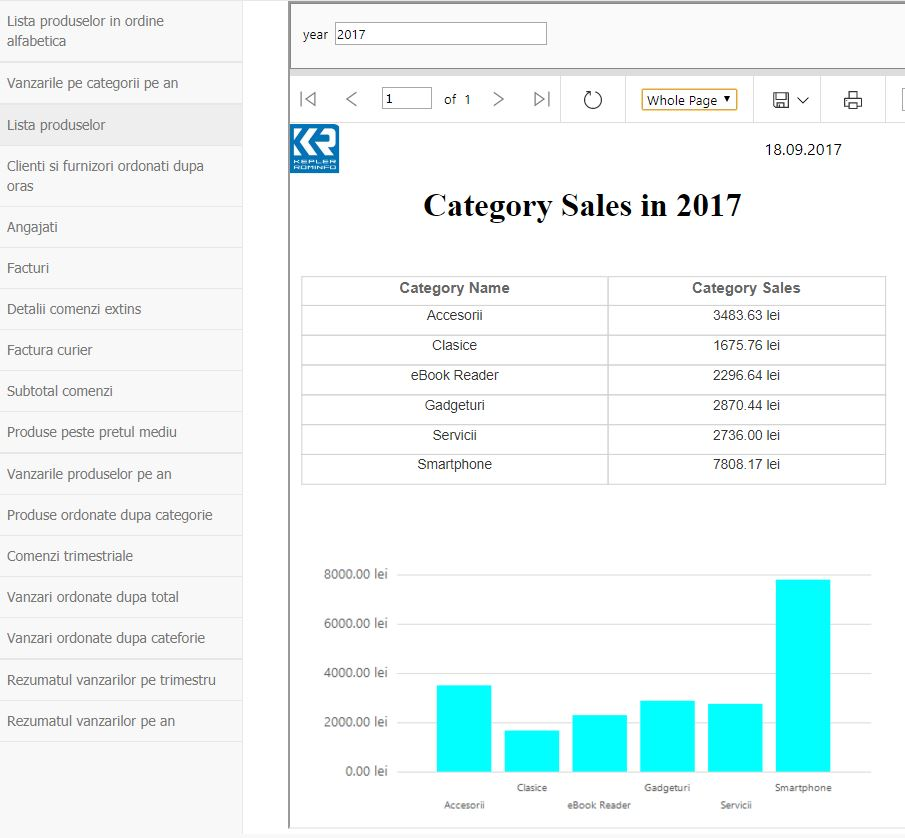 Lista produselor in ordine
alfabetica
Vanzarile pe categorii pe an
Lista produselor
Clienti si furnizori ordonati dupa
oras
Angajati
Facturi
Detalii comenzi extins
Factura curier
Subtotal comenzi
Produse peste pretul mediu
Vanzarile produselor pe an
Produse ordonate dupa categorie
Comenzi trimestriale
Vanzari ordonate dupa total
Vanzari ordonate dupa cateforie
Rezumatul vanzarilor pe trimestru
Rezumatul vanzarilor pe an
year 2017
1 of 1 Whole Page
KR
KEPLER
ROMINFO
18.09.2017
Category Sales in 2017
Category Name Category Sales
Accesorii 3483.63 lei
Clasice 1675.76 lei
eBook Reader 2296.64 lei
Gadgeturi 2870.44 lei
Servicii 2736.00 lei
Smartphone 7808.17 lei
8000.00 lei
6000.00 lei
4000.00 lei
2000.00 lei
0.00 lei
Clasice Gadgeturi Smartphone
Accesorii eBook Reader Servicii